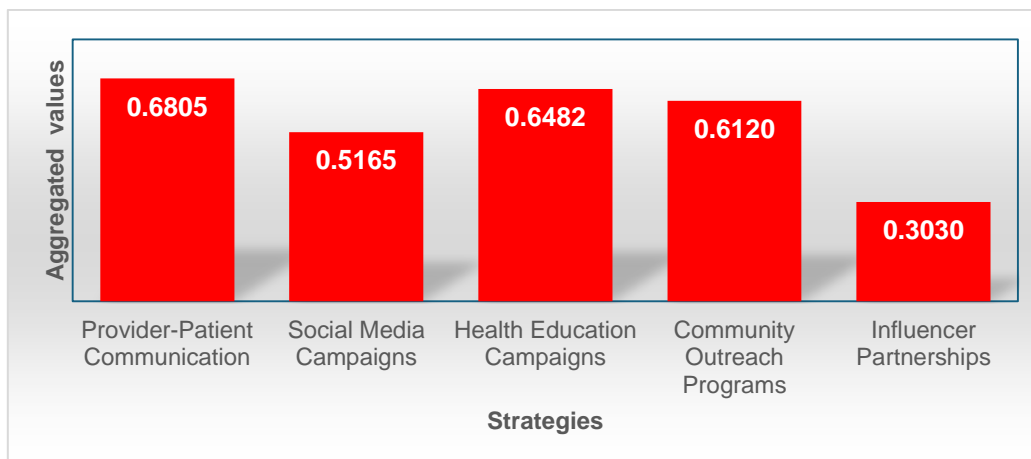 Aggregated values
0.6805
0.5165
0.6482
0.6120
0.3030
Provider-Patient
Communication
Social Media
Campaigns
Health Education
Campaigns
Community
Outreach
Programs
Influencer
Partnerships
Strategies